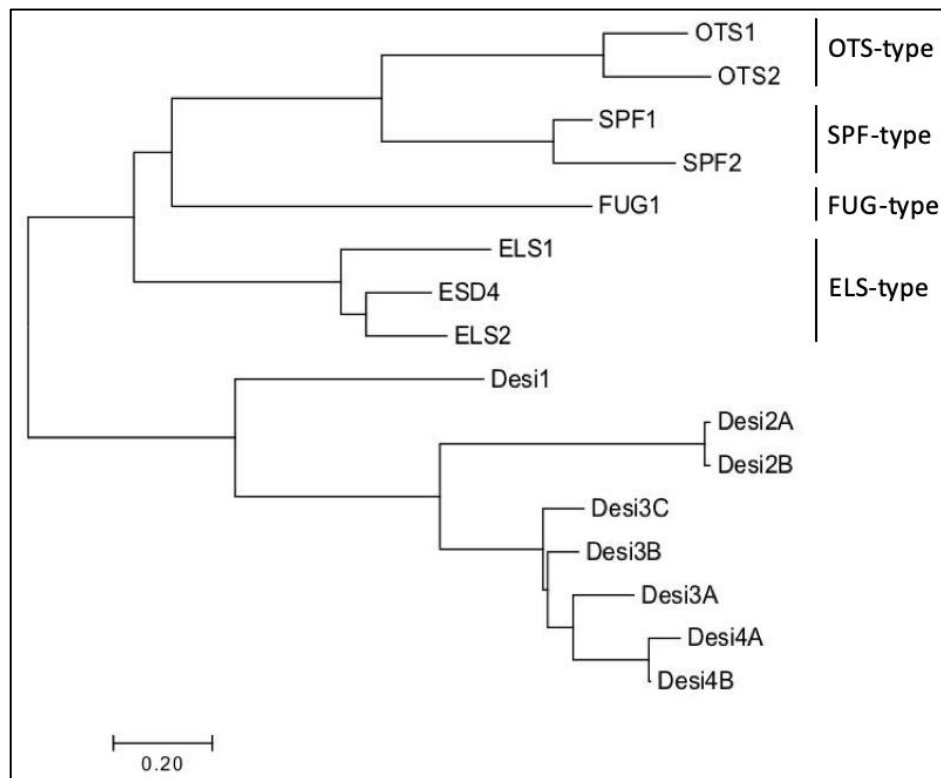 OTS1
OTS2
OTS-type
SPF1
SPF2
SPF-type
FUG1
FUG-type
ELS1
ESD4
ELS2
ELS-type
Desi1
Desi2A
Desi2B
Desi3C
Desi3B
Desi3A
Desi4A
Desi4B
0.20